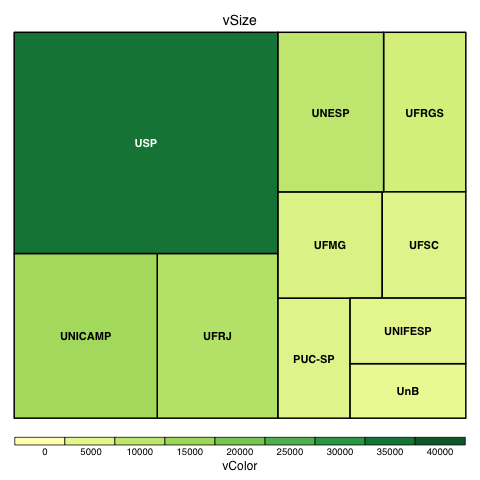 vSize
USP
UNESP
UFRGS
UFMG
UFSC
UNICAMP
UFRJ
PUC-SP
UNIFESP
UnB
0 5000 10000 15000 20000 25000 30000 35000 40000
vColor